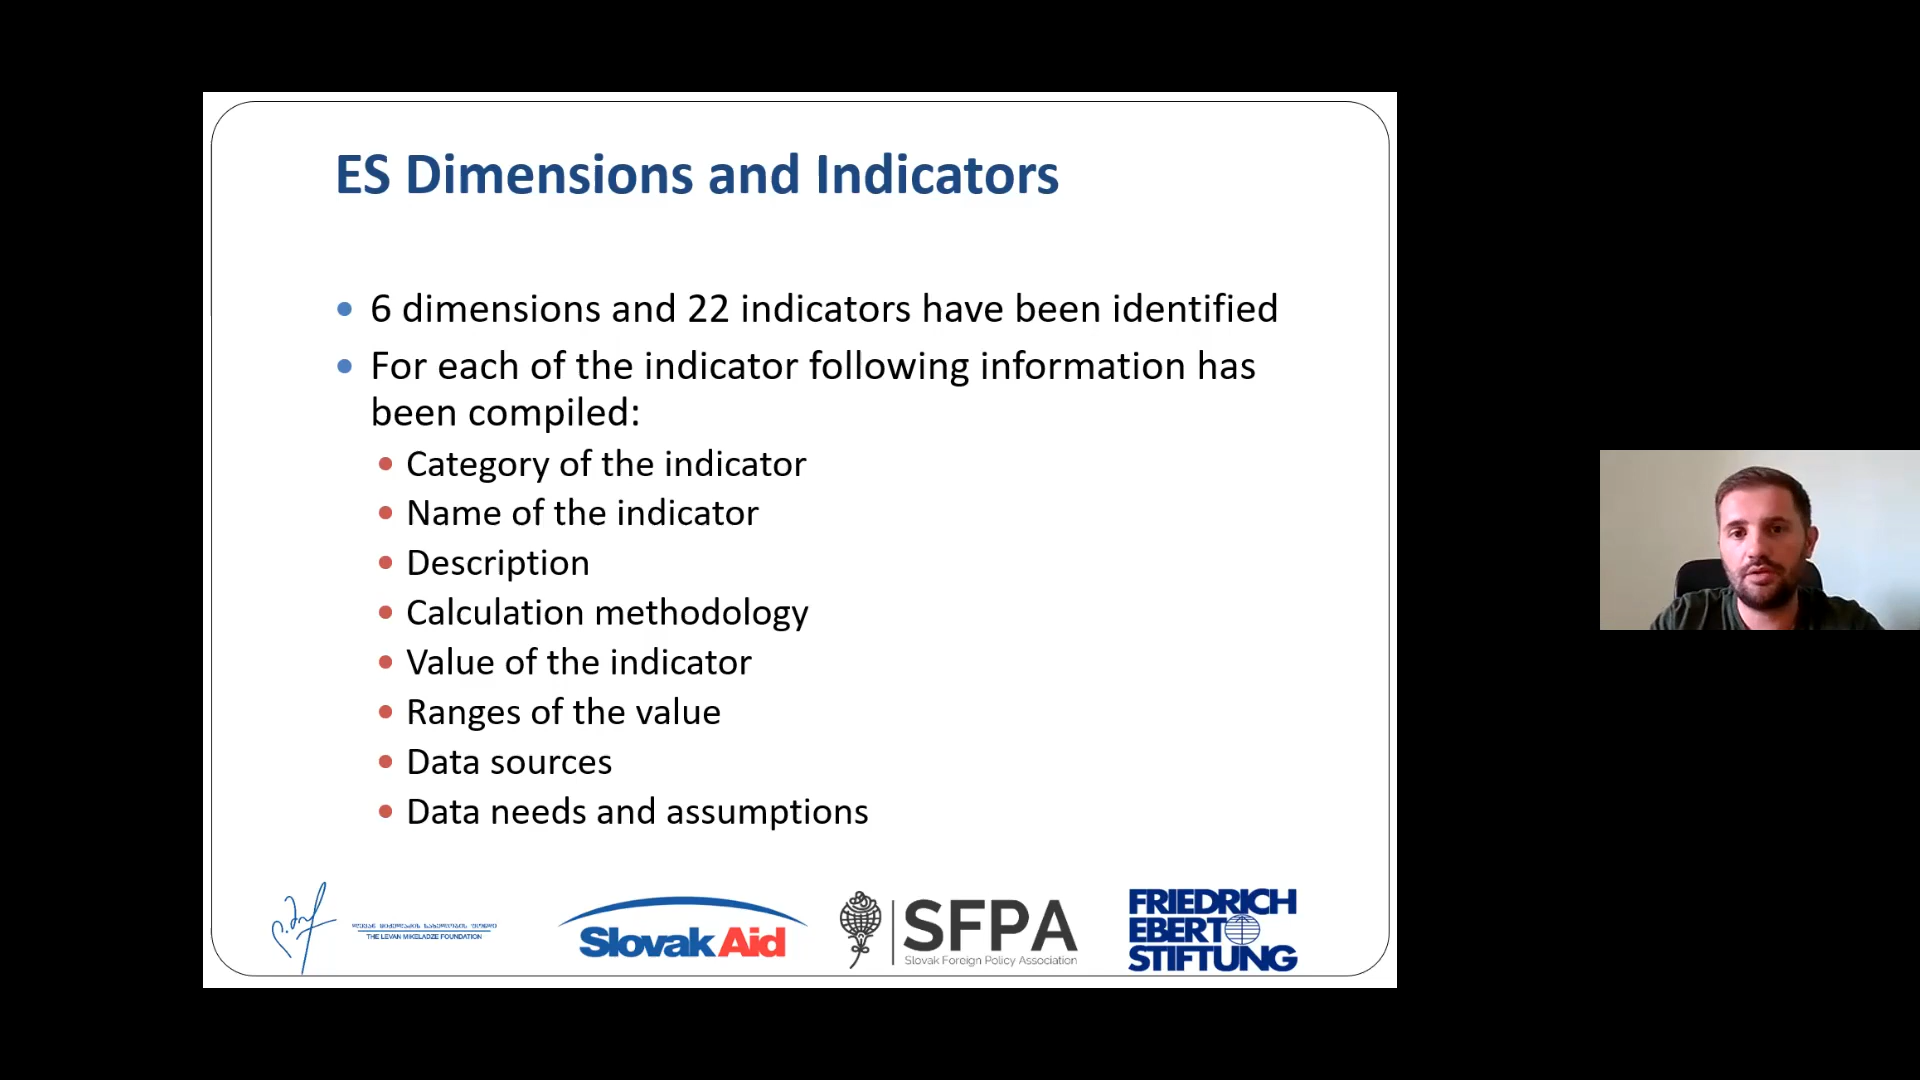 ES Dimensions and Indicators
6 dimensions and 22 indicators have been identified
For each of the indicator following information has
been compiled:
Category of the indicator
Name of the indicator
Description
Calculation methodology
Value of the indicator
Ranges of the value
Data sources
Data needs and assumptions
THE LEVAN MIKELADZE FOUNDATION
SlovakAid
SFPA
Slovak Foreign Policy Association
FRIEDRICH
EBERT
STIFTUNG